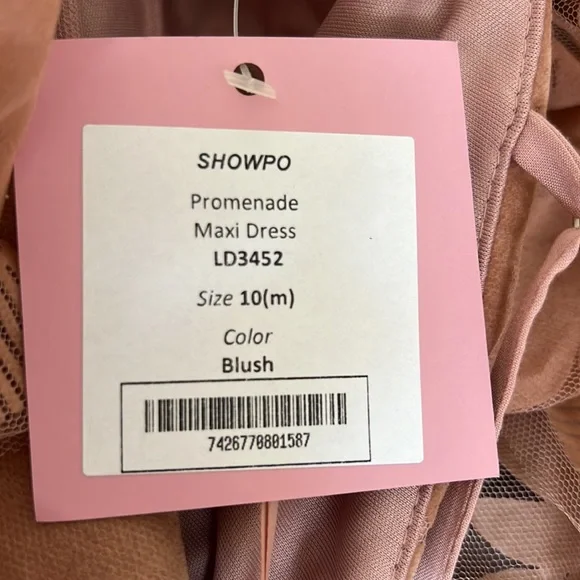 SHOWPO
Promenade
Maxi Dress
LD3452
Size 10(m)
Color
Blush
7426770801587